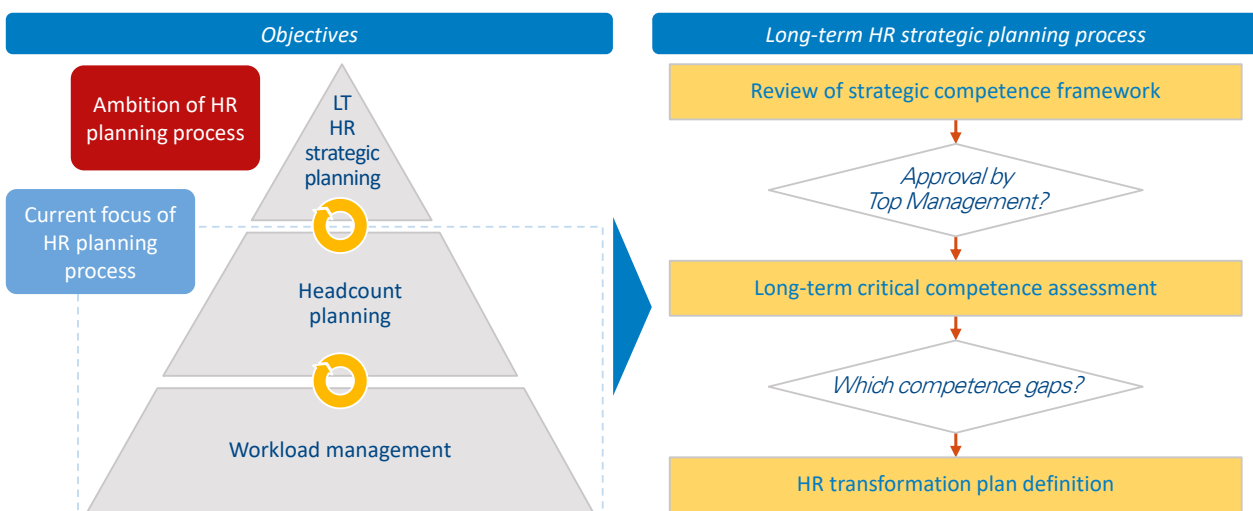 Objectives
Ambition of HR
planning process
LT
HR
strategic
planning
Current focus of
HR planning
process
Headcount
planning
Workload management
Long-term HR strategic planning process
Review of strategic competence framework
Approval by
Top Management?
Long-term critical competence assessment
Which competence gaps?
HR transformation plan definition